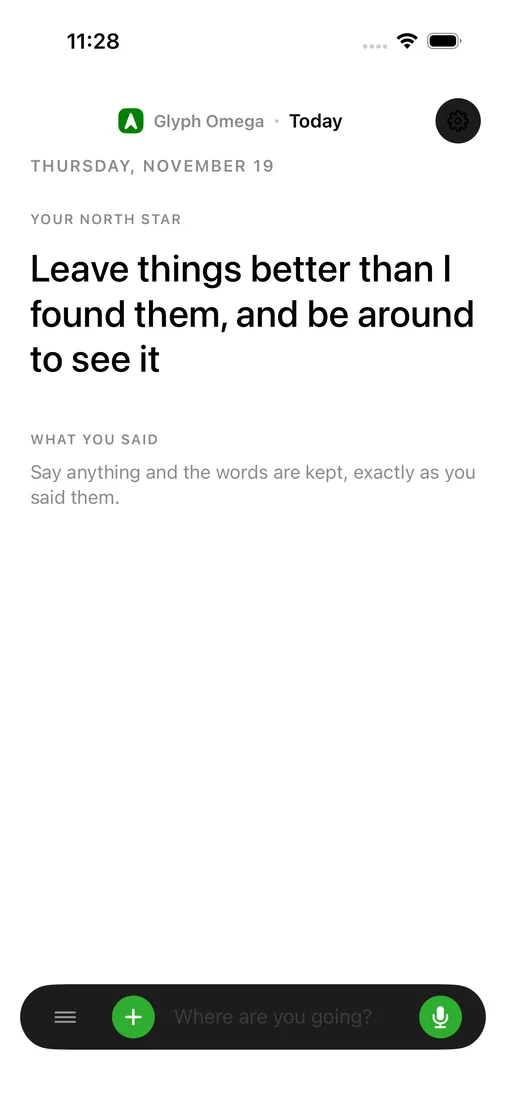 11:28
Glyph Omega • Today
THURSDAY, NOVEMBER 19
YOUR NORTH STAR
Leave things better than I
found them, and be around
to see it
WHAT YOU SAID
Say anything and the words are kept, exactly as you
said them.
Where are you going?